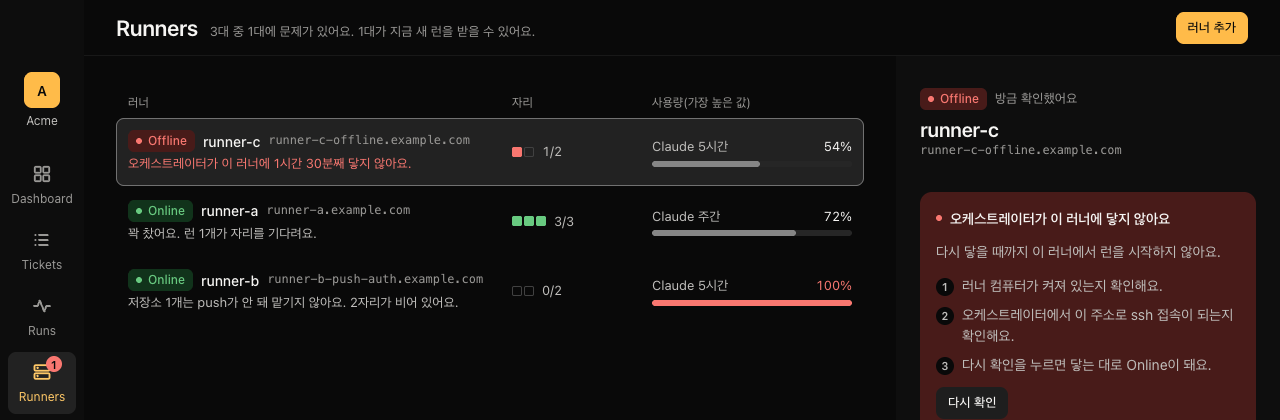 Runners
3대 중 1대에 문제가 있어요. 1대가 지금 새 런을 받을 수 있어요.
러너 추가
A
Acme
Dashboard
Tickets
Runs
1
Runners
러너
자리
사용량(가장 높은 값)
Offline
runner-c
runner-c-offline.example.com
오케스트레이터가 이 러너에 1시간 30분째 닿지 않아요.
1/2
Claude 5시간
54%
Online
runner-a
runner-a.example.com
꽉 찼어요. 런 1개가 자리를 기다려요.
3/3
Claude 주간
72%
Online
runner-b
runner-b-push-auth.example.com
저장소 1개는 push가 안 돼 맡기지 않아요. 2자리가 비어 있어요.
0/2
Claude 5시간
100%
Offline
방금 확인했어요
runner-c
runner-c-offline.example.com
오케스트레이터가 이 러너에 닿지 않아요
다시 닿을 때까지 이 러너에서 런을 시작하지 않아요.
1 러너 컴퓨터가 켜져 있는지 확인해요.
2 오케스트레이터에서 이 주소로 ssh 접속이 되는지
확인해요.
3 다시 확인을 누르면 닿는 대로 Online이 돼요.
다시 확인